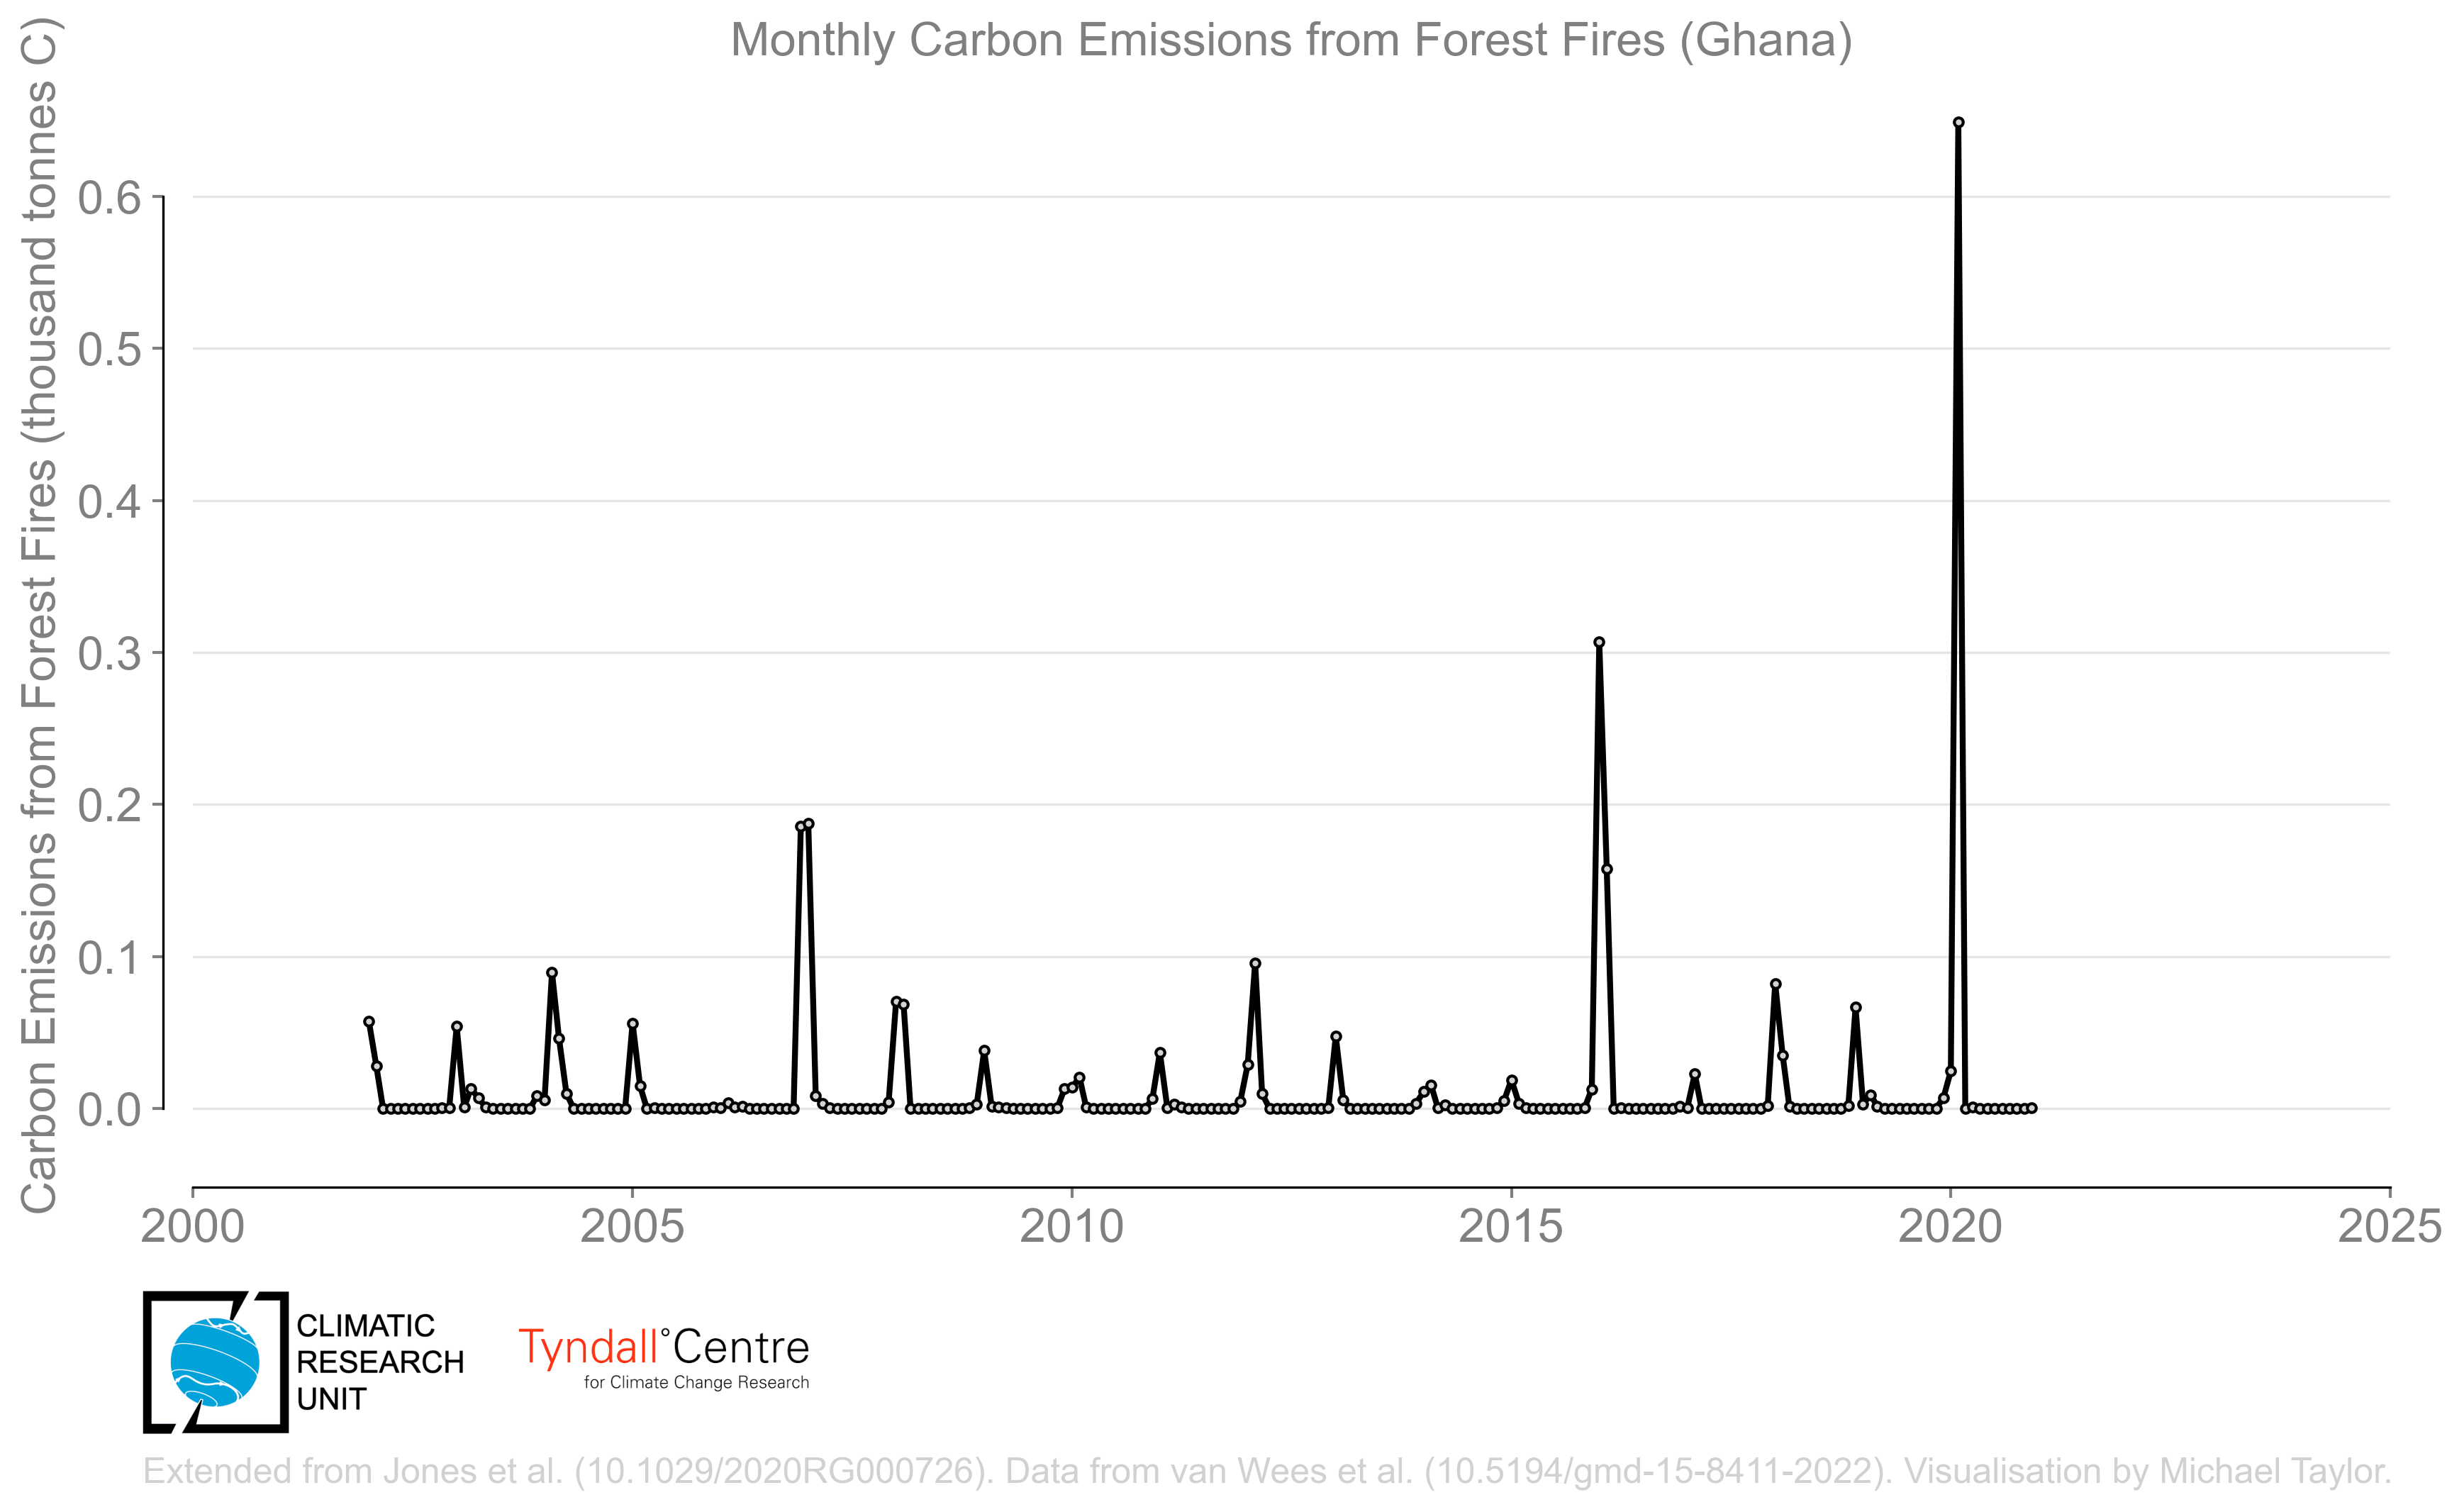 Monthly Carbon Emissions from Forest Fires (Ghana)
Carbon Emissions from Forest Fires (thousand tonnes C)
0.6
0.5
0.4
0.3
0.2
0.1
0.0
2000
2005
2010
2015
2020
2025
CLIMATIC
RESEARCH
UNIT
Tyndall°Centre
for Climate Change Research
Extended from Jones et al. (10.1029/2020RG000726). Data from van Wees et al. (10.5194/gmd-15-8411-2022). Visualisation by Michael Taylor.